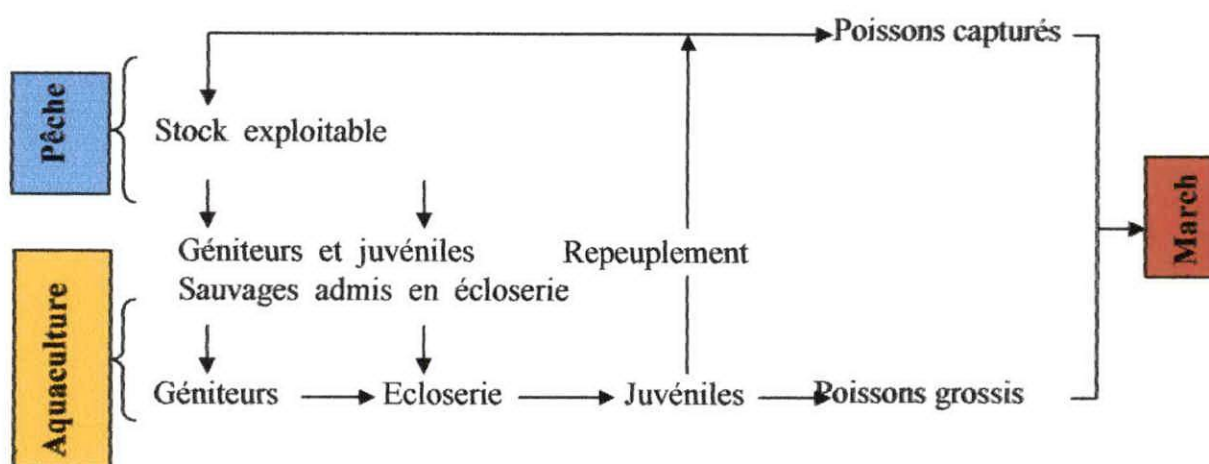 Poissons capturés
Pêche
Stock exploitable
March
Géniteurs et juvéniles
Sauvages admis en écloserie
Repeuplement
Aquaculture
Géniteurs
Ecloserie
Juvéniles
Poissons grossis